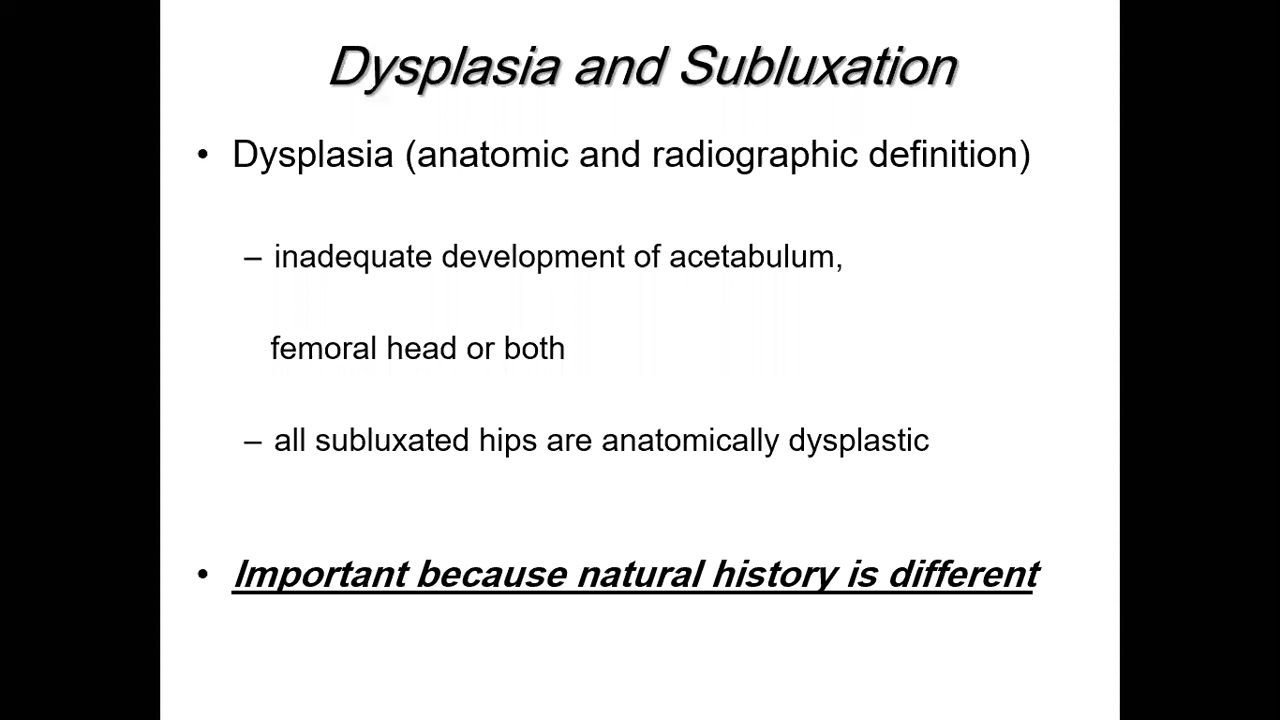 Dysplasia and Subluxation
• Dysplasia (anatomic and radiographic definition)
– inadequate development of acetabulum,
femoral head or both
– all subluxated hips are anatomically dysplastic
• Important because natural history is different